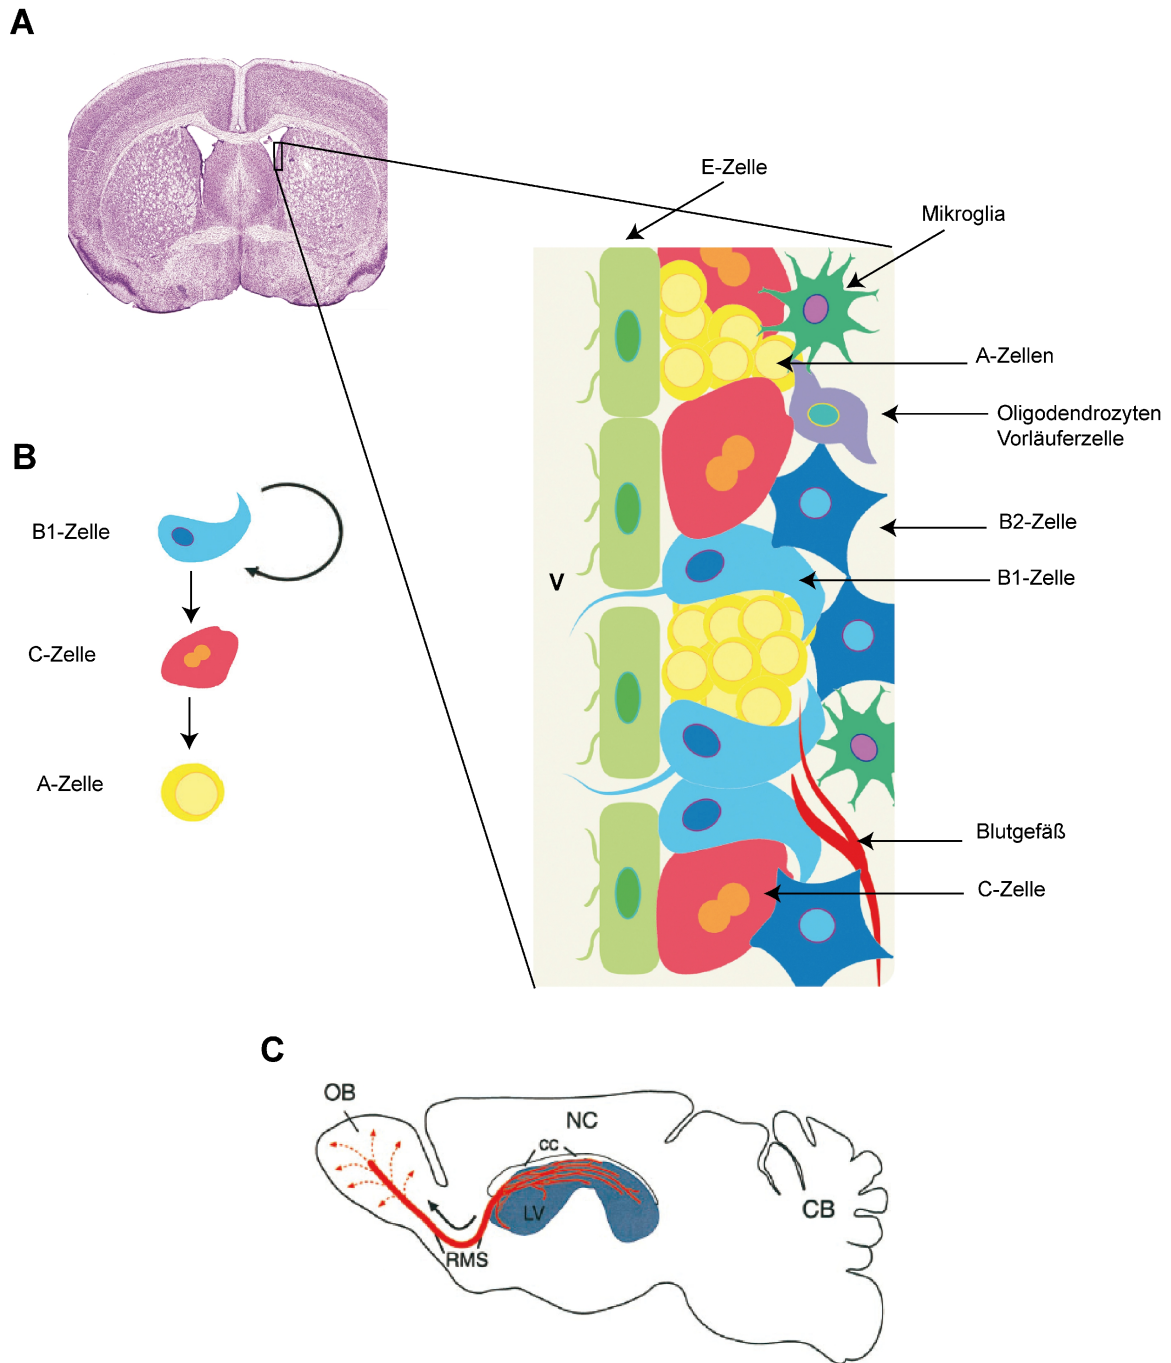 A
E-Zelle
Mikroglia
A-Zellen
Oligodendrozyten
Vorläuferzelle
B2-Zelle
B1-Zelle
V
Blutgefäß
C-Zelle
B
B1-Zelle
C-Zelle
A-Zelle
C
OB
NC
cc
LV
CB
RMS